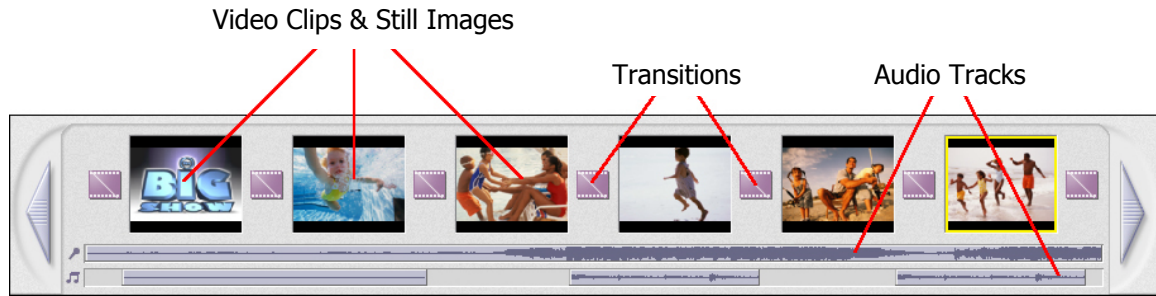 Video Clips & Still Images
Transitions
Audio Tracks
BiG
SHOW